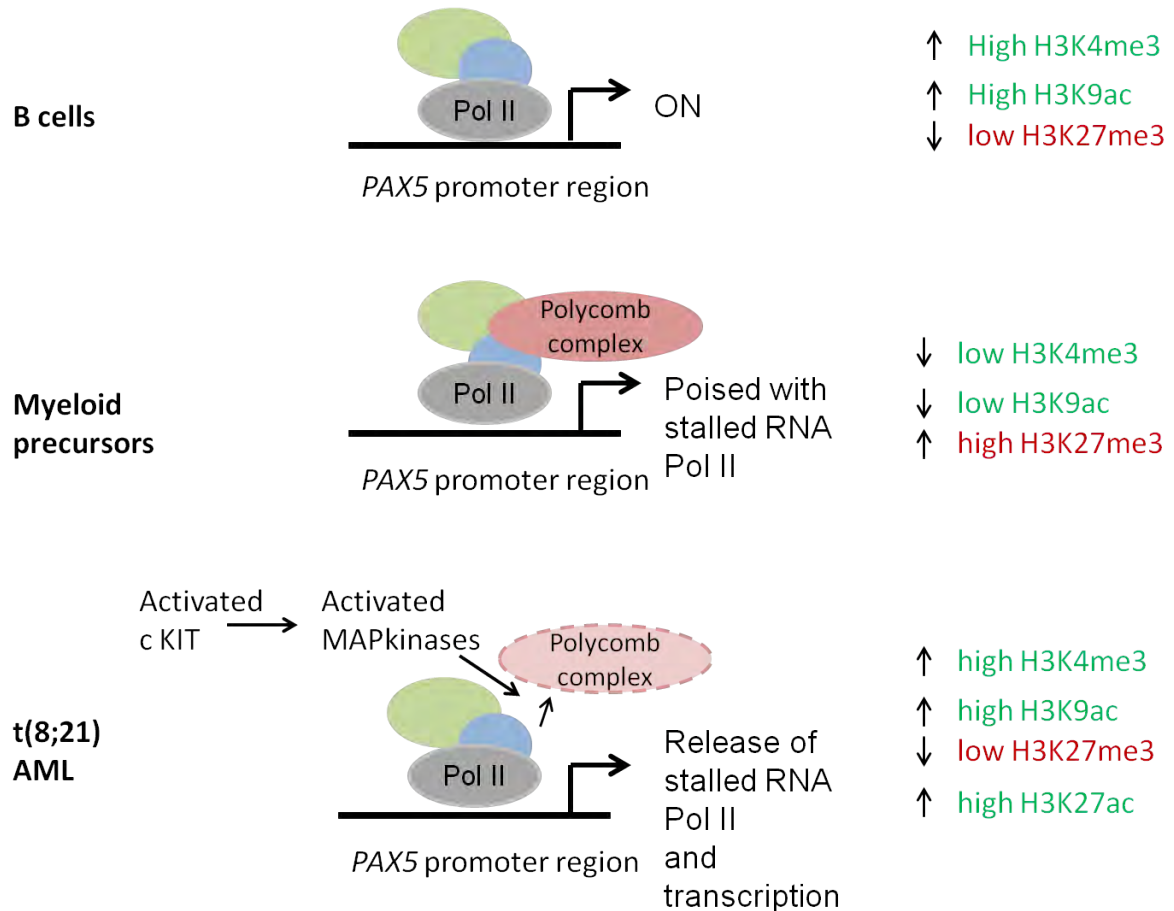 B cells
Pol II
ON
PAX5 promoter region
↑ High H3K4me3
↑ High H3K9ac
↓ low H3K27me3
Myeloid
precursors
Polycomb
complex
Pol II
Poised with
stalled RNA
Pol II
PAX5 promoter region
↓ low H3K4me3
↓ low H3K9ac
↑ high H3K27me3
t(8;21)
AML
Activated
c KIT
Activated
MAPkinases
Polycomb
complex
Pol II
Release of
stalled RNA
Pol II
and
transcription
PAX5 promoter region
↑ high H3K4me3
↑ high H3K9ac
↓ low H3K27me3
↑ high H3K27ac